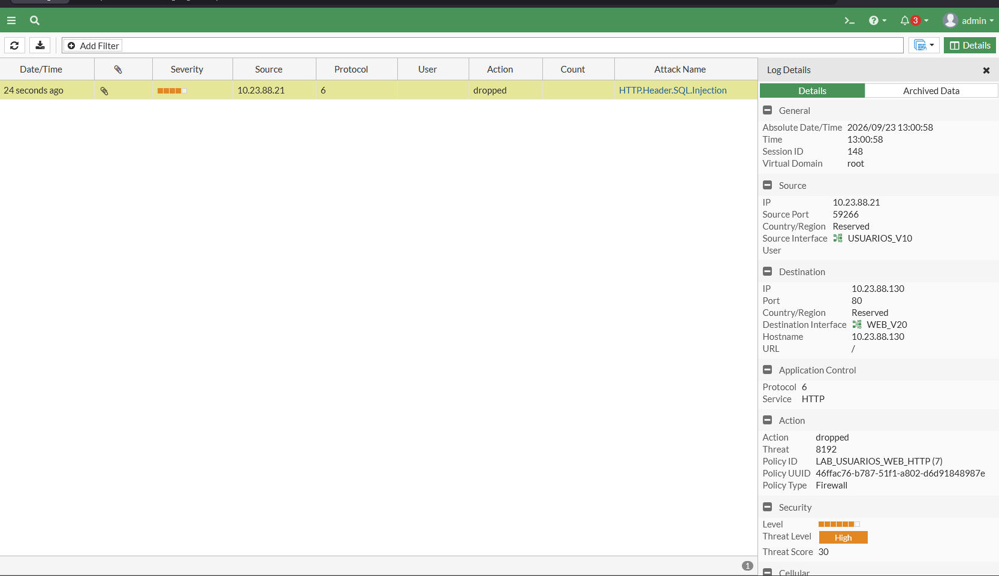 3
admin
Add Filter
Details
Date/Time Severity Source Protocol User Action Count Attack Name
24 seconds ago 10.23.88.21 6 dropped HTTP.Header.SQL.Injection
1
Log Details
Details Archived Data
General
Absolute Date/Time 2026/09/23 13:00:58
Time 13:00:58
Session ID 148
Virtual Domain root
Source
IP 10.23.88.21
Source Port 59266
Country/Region Reserved
Source Interface USUARIOS_V10
User
Destination
IP 10.23.88.130
Port 80
Country/Region Reserved
Destination Interface WEB_V20
Hostname 10.23.88.130
URL /
Application Control
Protocol 6
Service HTTP
Action
Action dropped
Threat 8192
Policy ID LAB_USUARIOS_WEB_HTTP (7)
Policy UUID 46ffac76-b787-51f1-a802-d6d91848987e
Policy Type Firewall
Security
Level
Threat Level High
Threat Score 30
Cellular